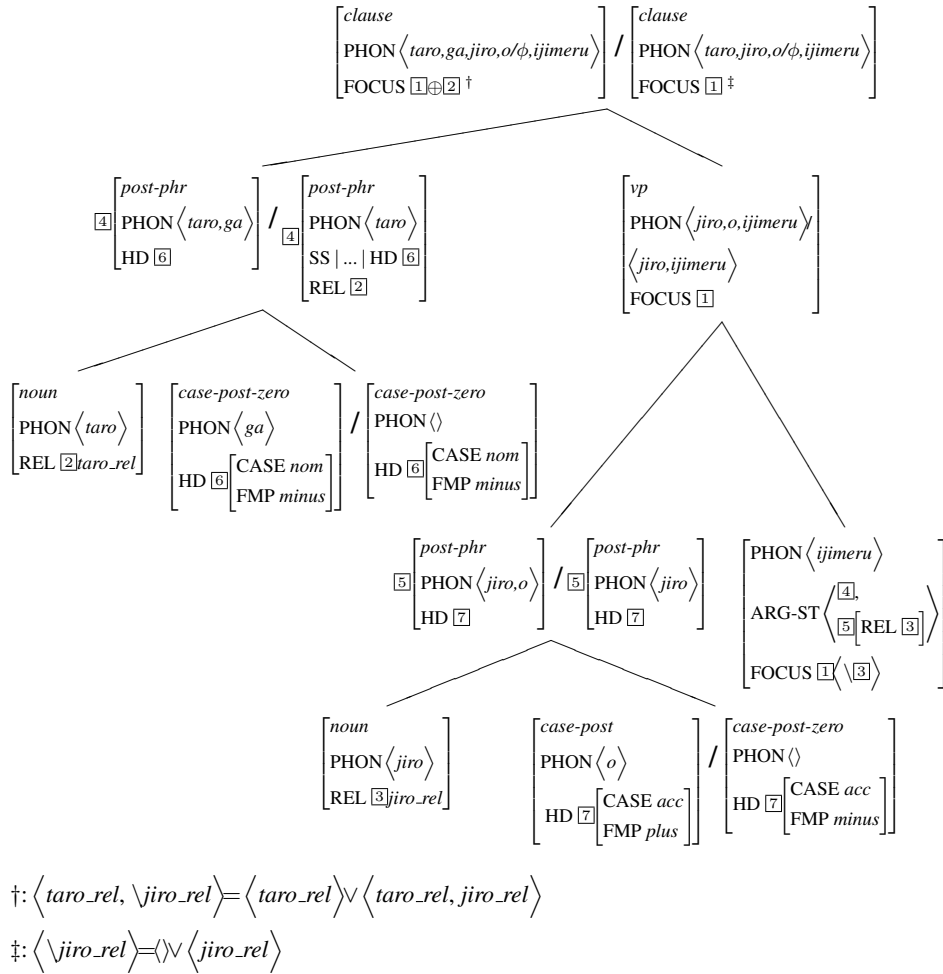 clause
PHON⟨taro,ga,jiro,o/ϕ,ijimeru⟩
FOCUS 1⊕2 †
/
clause
PHON⟨taro,jiro,o/ϕ,ijimeru⟩
FOCUS 1 ‡
4
post-phr
PHON⟨taro,ga⟩
HD 6
/
4
post-phr
PHON⟨taro⟩
SS | ... | HD 6
REL 2
vp
PHON⟨jiro,o,ijimeru⟩/
⟨jiro,ijimeru⟩
FOCUS 1
noun
PHON⟨taro⟩
REL 2taro_rel
case-post-zero
PHON⟨ga⟩
HD 6[CASE nom
FMP minus]
/
case-post-zero
PHON⟨⟩
HD 6[CASE nom
FMP minus]
5
post-phr
PHON⟨jiro,o⟩
HD 7
/
5
post-phr
PHON⟨jiro⟩
HD 7
PHON⟨ijimeru⟩
ARG-ST⟨4,
5[REL 3]⟩
FOCUS 1⟨\3⟩
noun
PHON⟨jiro⟩
REL 3jiro_rel
case-post
PHON⟨o⟩
HD 7[CASE acc
FMP plus]
/
case-post-zero
PHON⟨⟩
HD 7[CASE acc
FMP minus]
†: ⟨taro_rel, \jiro_rel⟩=⟨taro_rel⟩∨⟨taro_rel, jiro_rel⟩
‡: ⟨\jiro_rel⟩=⟨⟩∨⟨jiro_rel⟩